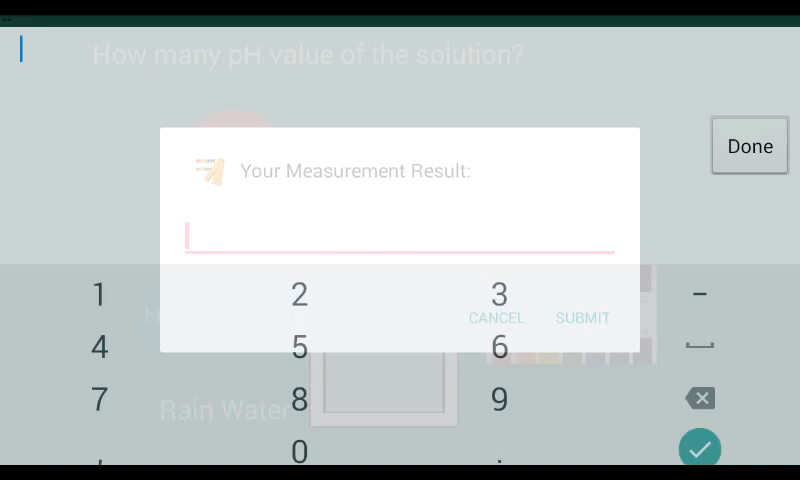 How many pH value of the solution?
Done
Your Measurement Result:
1 2 3 -
CANCEL SUBMIT
4 5 6
7 8 9
Rain Water
, 0 .